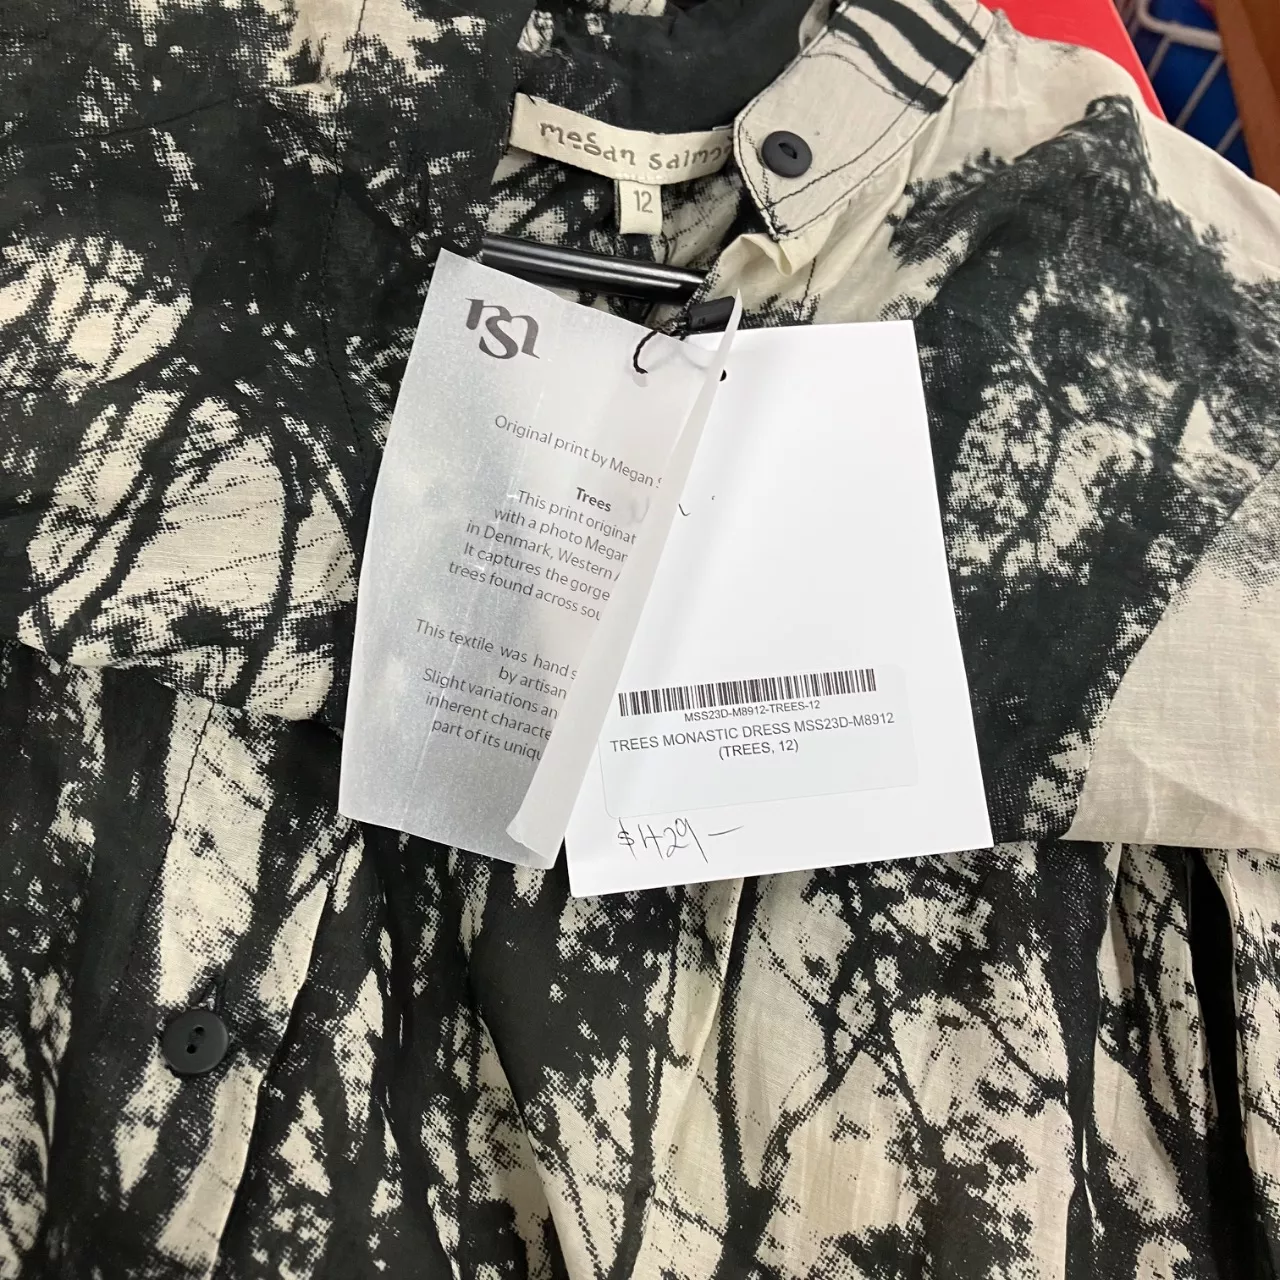 megan salmo
12
msm
Original print by Megan S
Trees
This print originat
with a photo Megan
in Denmark, Western A
It captures the gorge
trees found across sou
This textile was hand s
by artisan
Slight variations an
inherent characte
part of its uniqu
MSS23D-M8912-TREES-12
TREES MONASTIC DRESS MSS23D-M8912
(TREES, 12)
$429 —